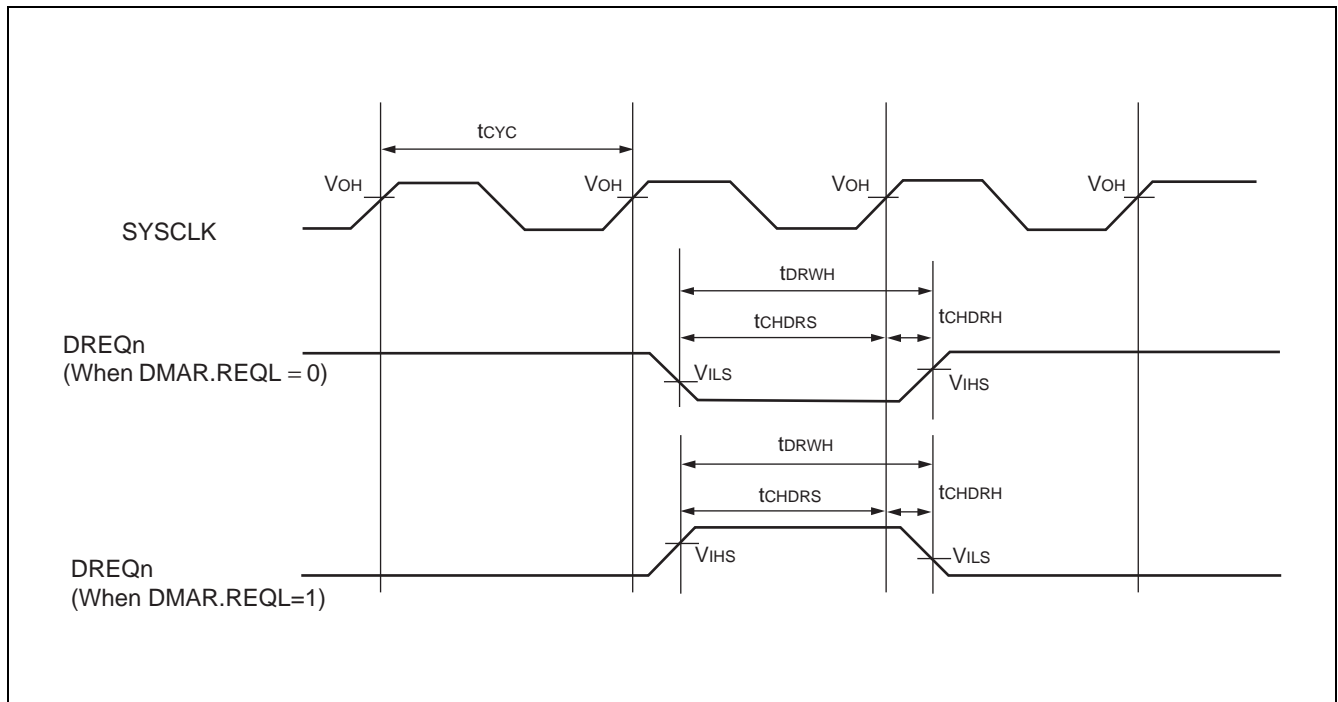 tCYC
VOH VOH VOH VOH
SYSCLK
tDRWH
tCHDRS tCHDRH
DREQn
(When DMAR.REQL = 0)
VILS VIHS
tDRWH
tCHDRS tCHDRH
VIHS VILS
DREQn
(When DMAR.REQL=1)